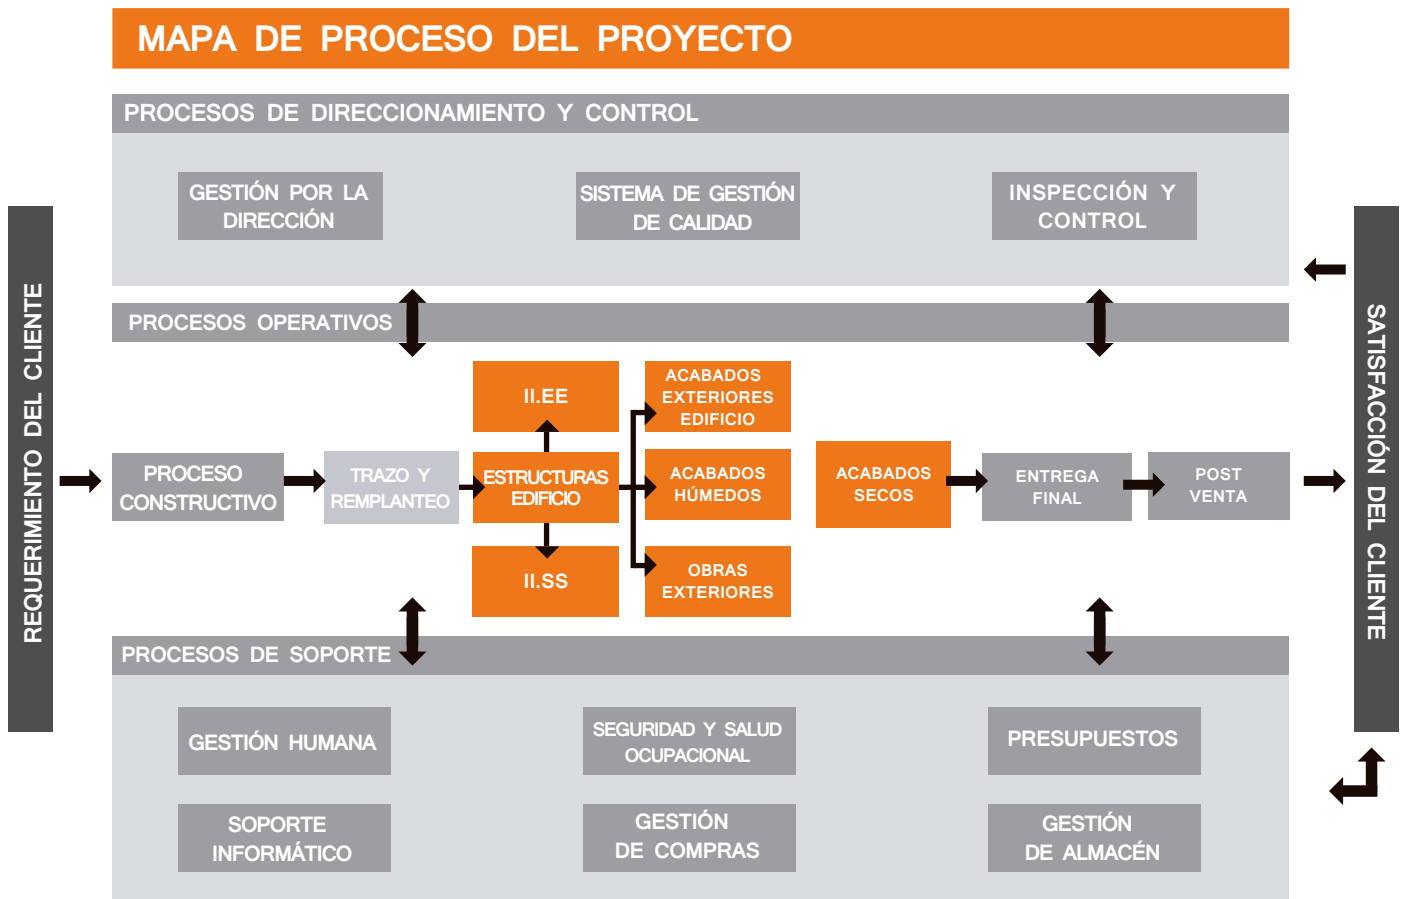 MAPA DE PROCESO DEL PROYECTO
PROCESOS DE DIRECCIONAMIENTO Y CONTROL
GESTIÓN POR LA
DIRECCIÓN
SISTEMA DE GESTIÓN
DE CALIDAD
INSPECCIÓN Y
CONTROL
REQUERIMIENTO DEL CLIENTE
PROCESOS OPERATIVOS
PROCESO
CONSTRUCTIVO
TRAZO Y
REMPLANTEO
II.EE
ESTRUCTURAS
EDIFICIO
II.SS
ACABADOS
EXTERIORES
EDIFICIO
ACABADOS
HÚMEDOS
OBRAS
EXTERIORES
ACABADOS
SECOS
ENTREGA
FINAL
POST
VENTA
SATISFACCIÓN DEL CLIENTE
PROCESOS DE SOPORTE
GESTIÓN HUMANA
SEGURIDAD Y SALUD
OCUPACIONAL
PRESUPUESTOS
SOPORTE
INFORMÁTICO
GESTIÓN
DE COMPRAS
GESTIÓN
DE ALMACÉN